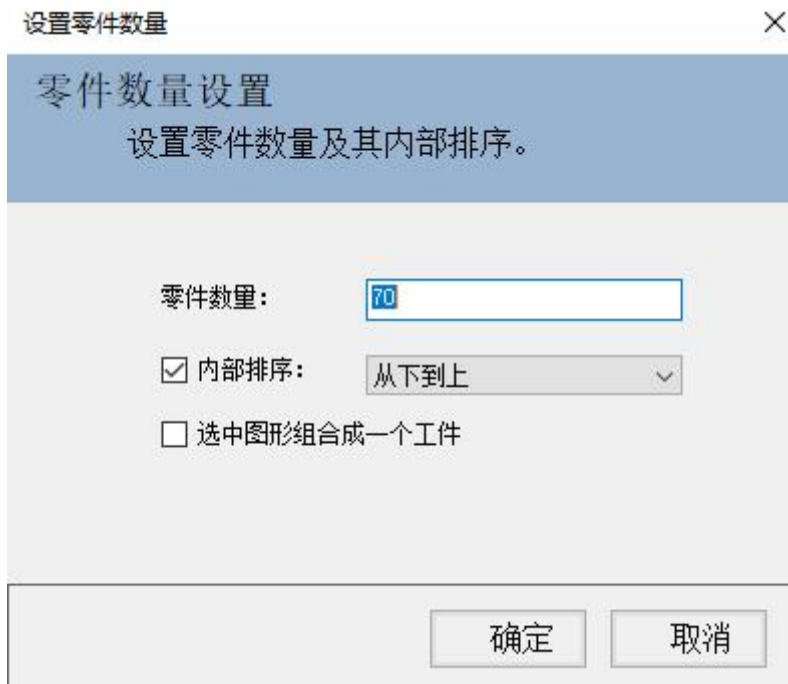 设置零件数量
零件数量设置
设置零件数量及其内部排序。
零件数量： 70
内部排序： 从下到上
选中图形组合成一个工件
确定 取消